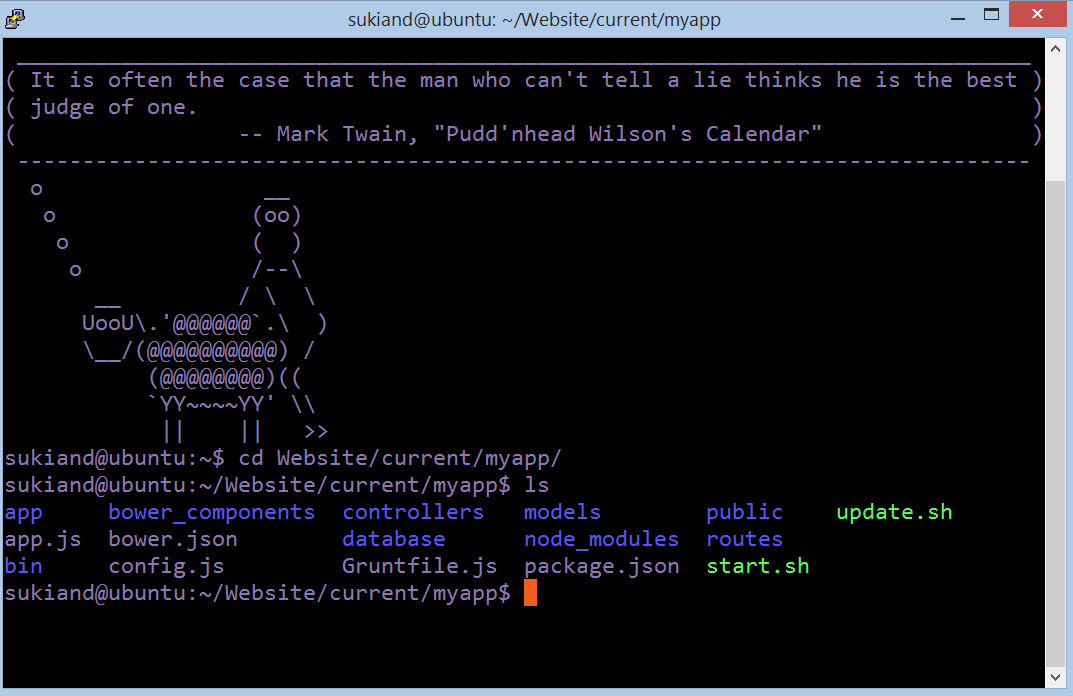 sukiand@ubuntu: ~/Website/current/myapp
 _______________________________________________________________________________
( It is often the case that the man who can't tell a lie thinks he is the best )
( judge of one.                                                                )
(                 -- Mark Twain, "Pudd'nhead Wilson's Calendar"                )
 ------------------------------------------------------------------------------
  o                 __
   o               (oo)
    o              (  )
     o             /--\
       __         / \  \
      UooU\.'@@@@@@`.\  )
      \__/(@@@@@@@@@@) /
           (@@@@@@@@)((
           `YY~~~~YY' \\
            ||    ||   >>
sukiand@ubuntu:~$ cd Website/current/myapp/
sukiand@ubuntu:~/Website/current/myapp$ ls
app     bower_components  controllers   models        public    update.sh
app.js  bower.json        database      node_modules  routes
bin     config.js         Gruntfile.js  package.json  start.sh
sukiand@ubuntu:~/Website/current/myapp$